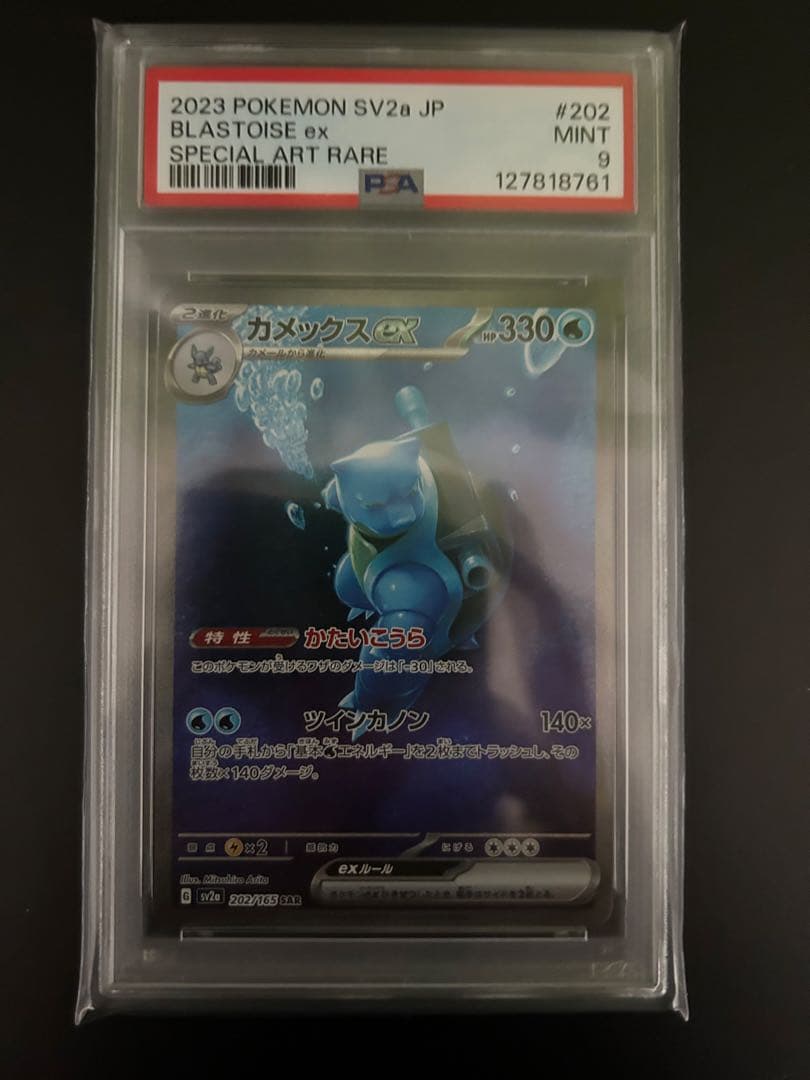 2023 POKEMON SV2a JP #202
BLASTOISE ex MINT
SPECIAL ART RARE 9
PSA 127818761
2進化
カメックスex HP 330
カメールから進化
特性 かたいこうら
このポケモンが受けるワザのダメージは「-30」される。
ツインカノン 140×
自分の手札から「基本エネルギー」を2枚までトラッシュし、その
枚数×140ダメージ。
弱点 ×2 抵抗力 にげる
exルール
Illus. Mitsuhiro Arita
G sv2a 202/165 SAR